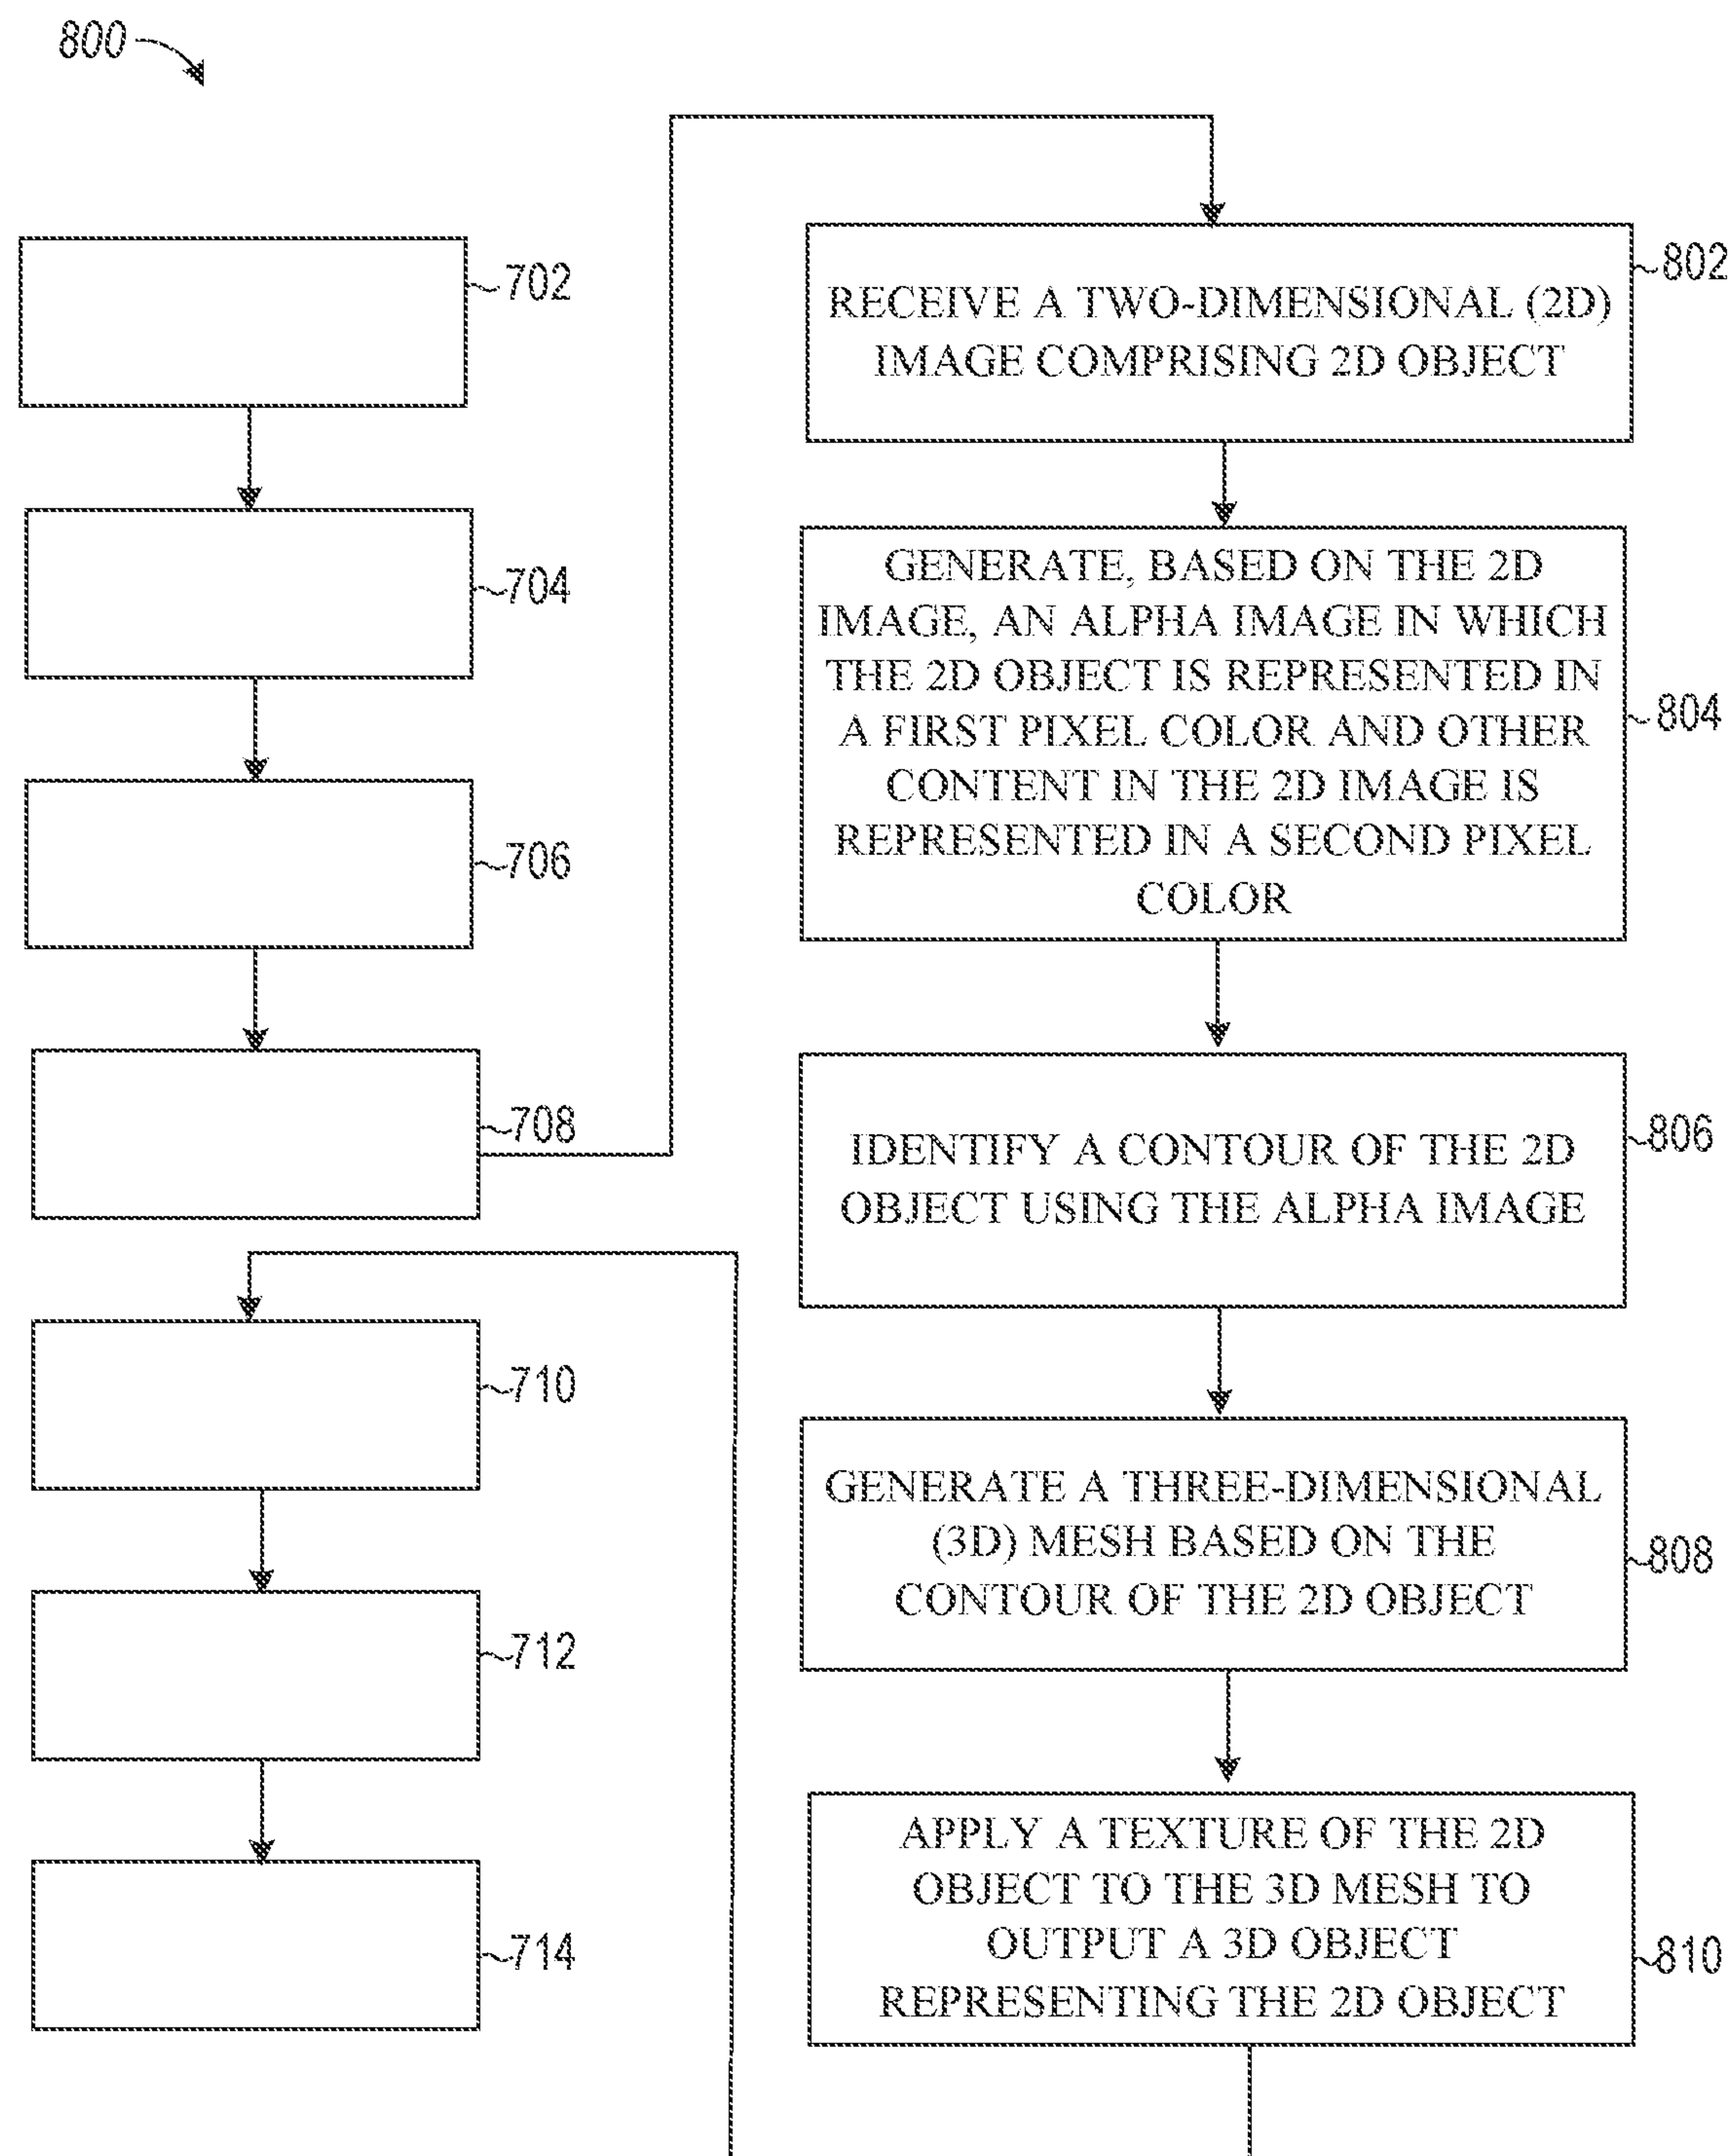 800
702
704
706
708
710
712
714
802
RECEIVE A TWO-DIMENSIONAL (2D)
IMAGE COMPRISING 2D OBJECT
GENERATE, BASED ON THE 2D
IMAGE, AN ALPHA IMAGE IN WHICH
THE 2D OBJECT IS REPRESENTED IN
A FIRST PIXEL COLOR AND OTHER
CONTENT IN THE 2D IMAGE IS
REPRESENTED IN A SECOND PIXEL
COLOR
804
IDENTIFY A CONTOUR OF THE 2D
OBJECT USING THE ALPHA IMAGE
806
GENERATE A THREE-DIMENSIONAL
(3D) MESH BASED ON THE
CONTOUR OF THE 2D OBJECT
808
APPLY A TEXTURE OF THE 2D
OBJECT TO THE 3D MESH TO
OUTPUT A 3D OBJECT
REPRESENTING THE 2D OBJECT
810